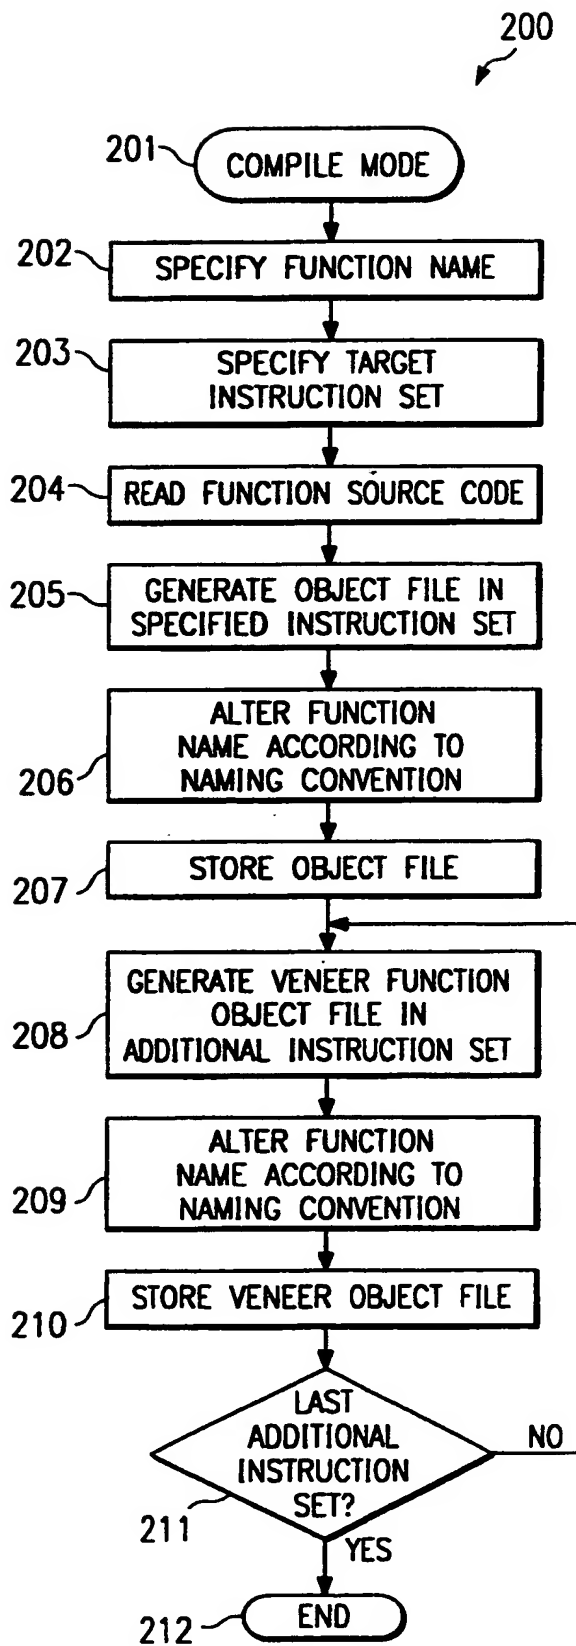 200
201
COMPILE MODE
202
SPECIFY FUNCTION NAME
203
SPECIFY TARGET
INSTRUCTION SET
204
READ FUNCTION SOURCE CODE
205
GENERATE OBJECT FILE IN
SPECIFIED INSTRUCTION SET
206
ALTER FUNCTION
NAME ACCORDING TO
NAMING CONVENTION
207
STORE OBJECT FILE
208
GENERATE VENEER FUNCTION
OBJECT FILE IN
ADDITIONAL INSTRUCTION SET
209
ALTER FUNCTION
NAME ACCORDING TO
NAMING CONVENTION
210
STORE VENEER OBJECT FILE
211
LAST
ADDITIONAL
INSTRUCTION
SET?
NO
YES
212
END